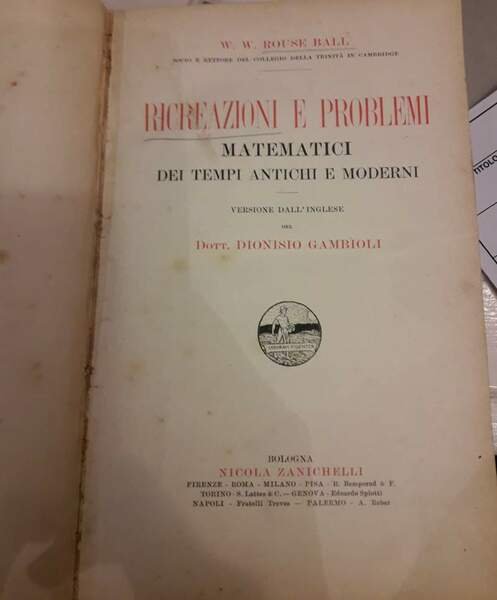 W. W. ROUSE BALL
SOCIO E RETTORE DEL COLLEGIO DELLA TRINITÀ IN CAMBRIDGE
RICREAZIONI E PROBLEMI
MATEMATICI
DEI TEMPI ANTICHI E MODERNI
VERSIONE DALL'INGLESE
DEL
DOTT. DIONISIO GAMBIOLI
BOLOGNA
NICOLA ZANICHELLI
FIRENZE - ROMA - MILANO - PISA - R. Bemporad & F.
TORINO - S. Lattes & C. — GENOVA - Edoardo Spiotti
NAPOLI - Fratelli Treves — PALERMO - A. Reber
TITOLO